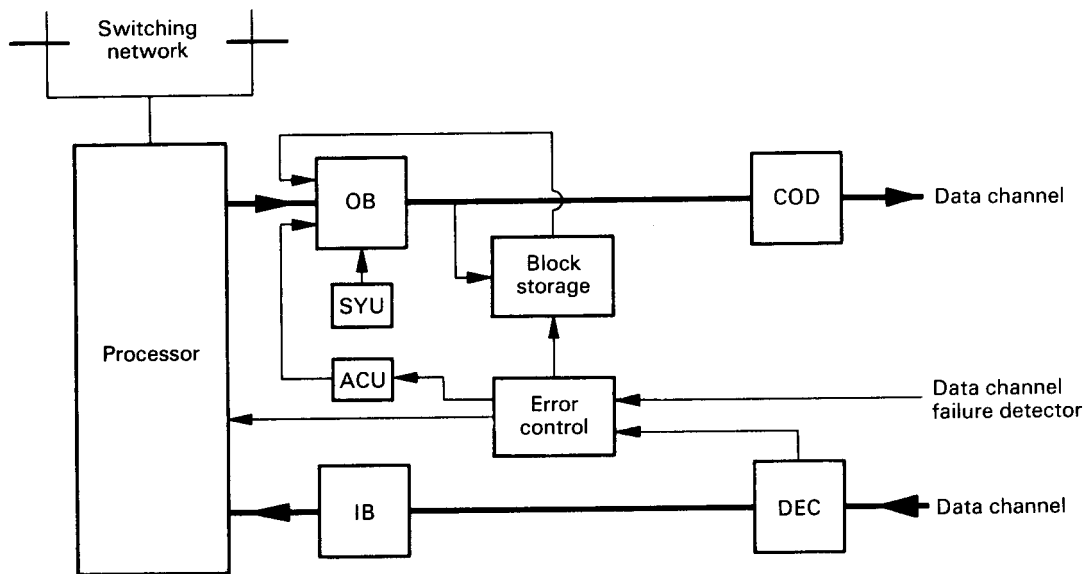 Switching
network
OB
COD
Data channel
Block
storage
SYU
Processor
ACU
Error
control
Data channel
failure detector
IB
DEC
Data channel